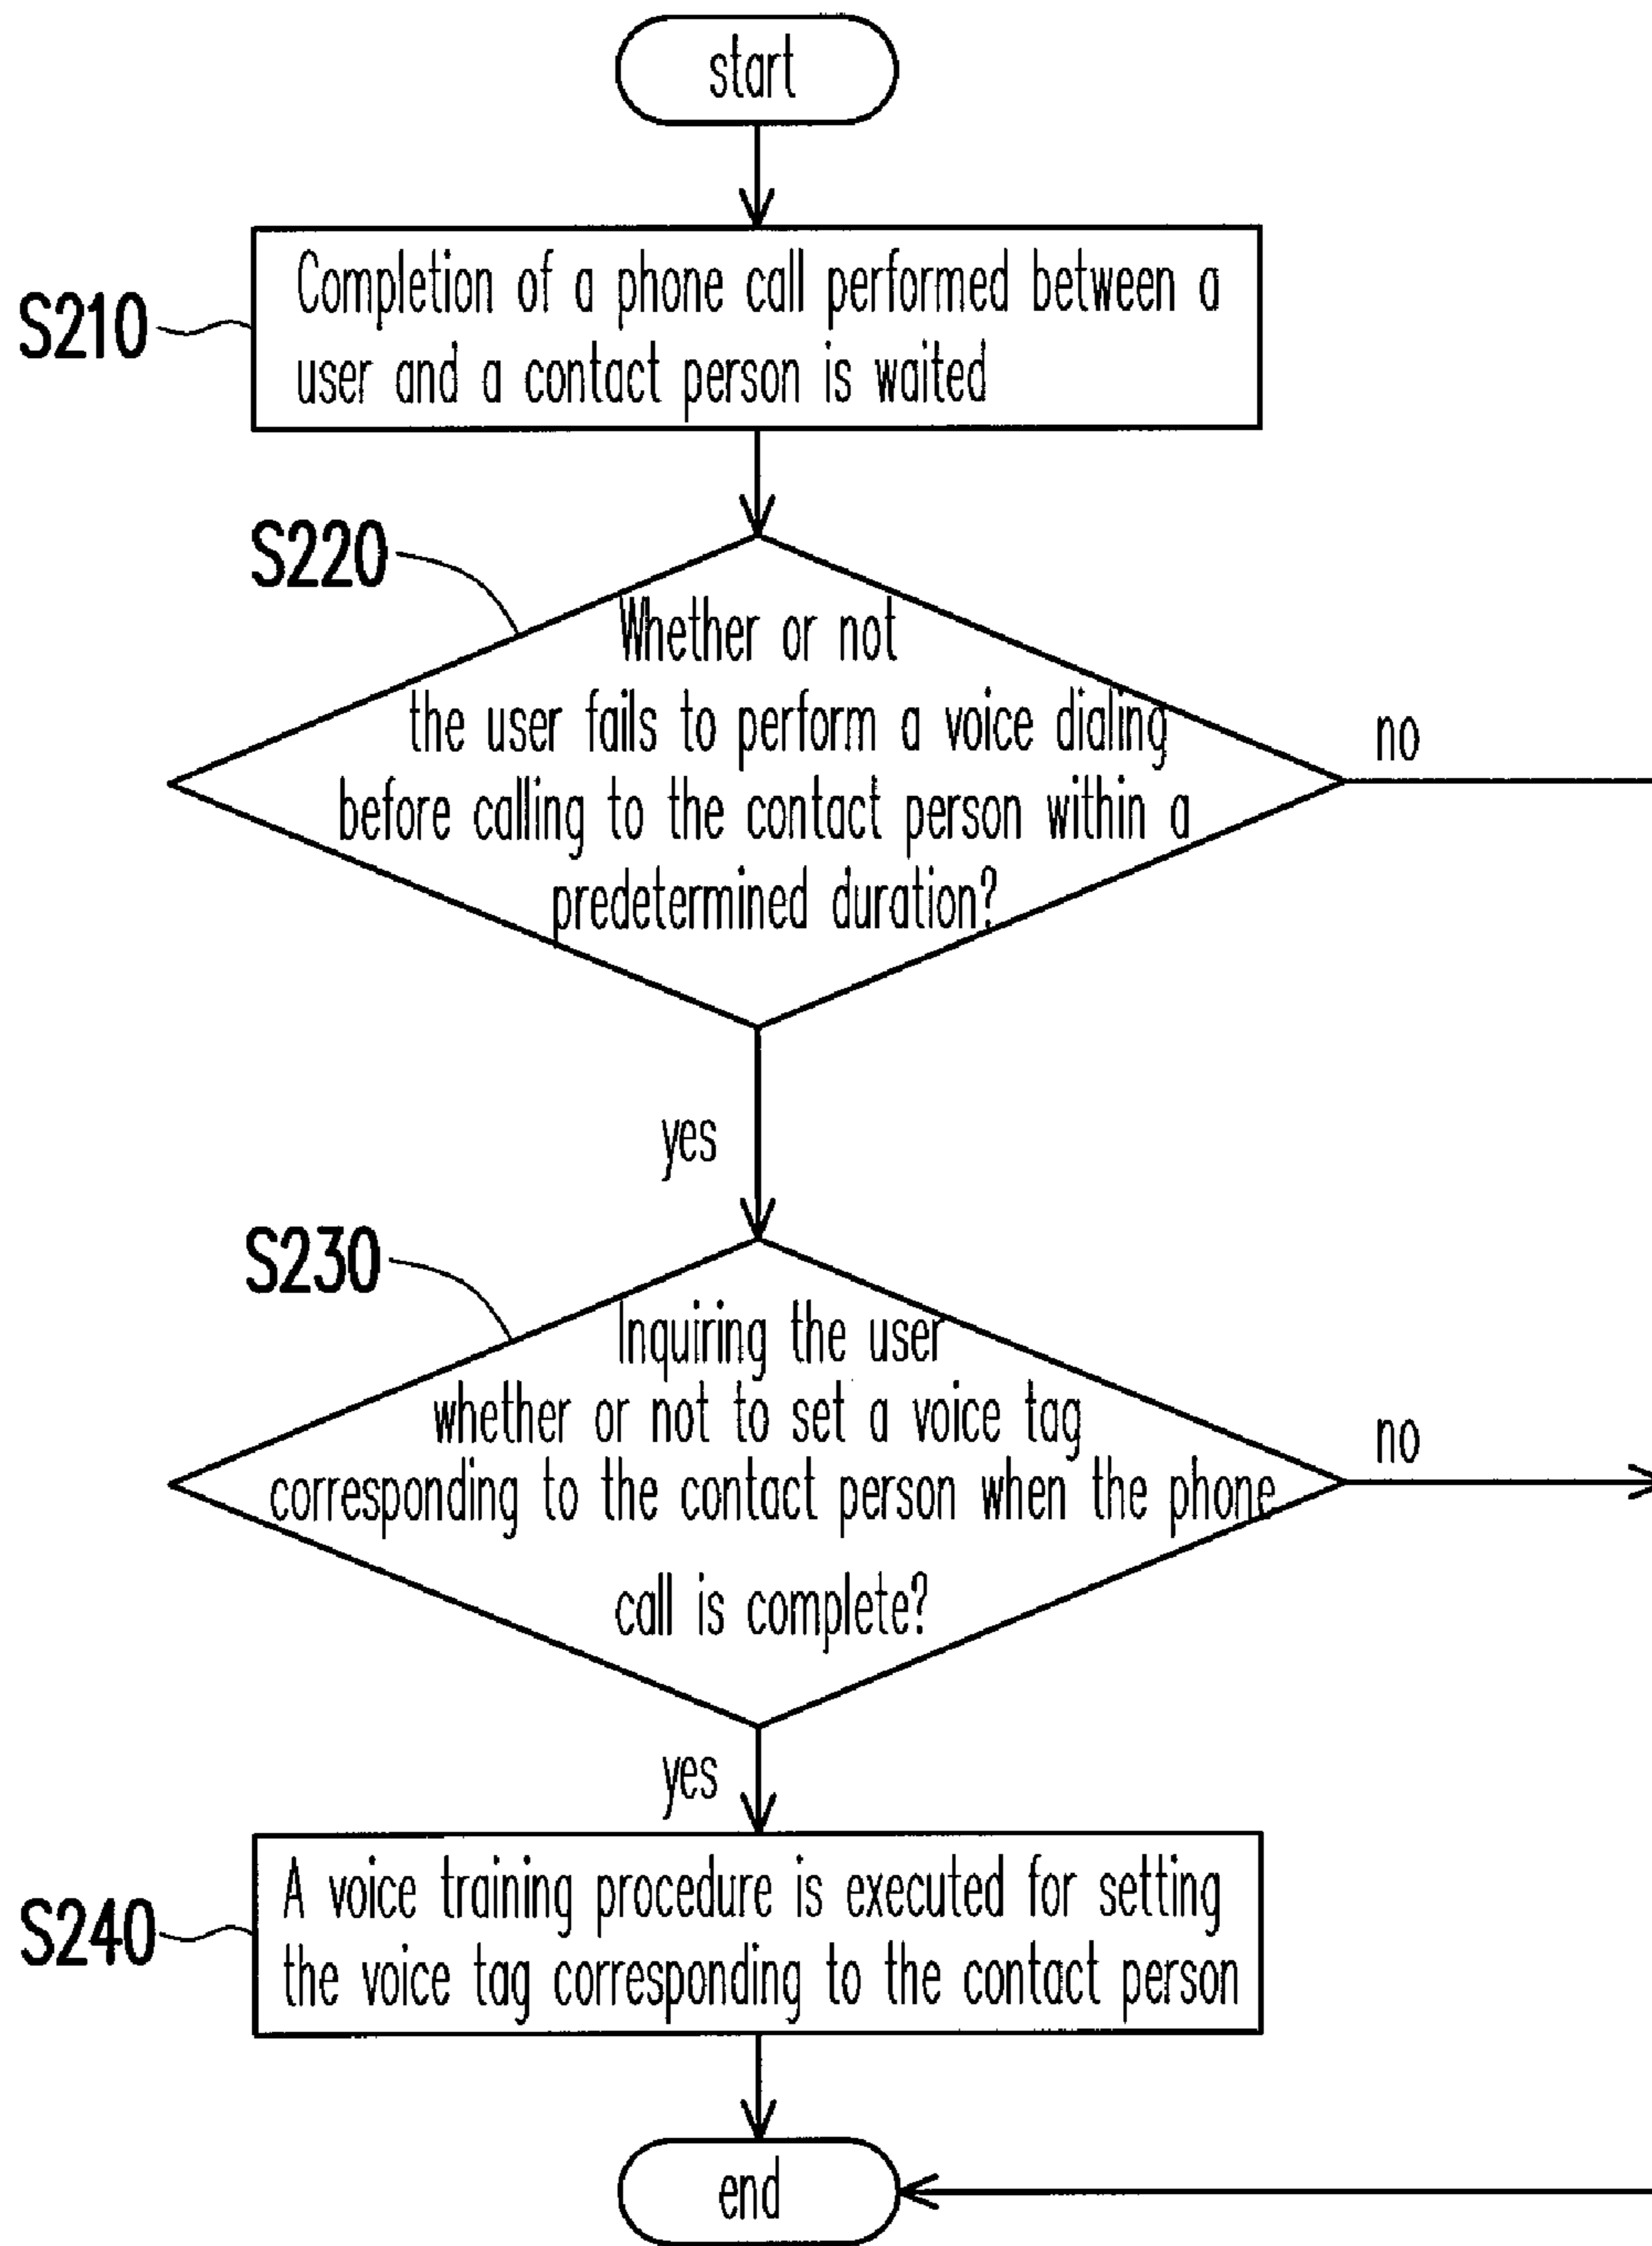 start
S210
Completion of a phone call performed between a
user and a contact person is waited
S220
Whether or not
the user fails to perform a voice dialing
before calling to the contact person within a
predetermined duration?
no
yes
S230
Inquiring the user
whether or not to set a voice tag
corresponding to the contact person when the phone
call is complete?
no
yes
S240
A voice training procedure is executed for setting
the voice tag corresponding to the contact person
end